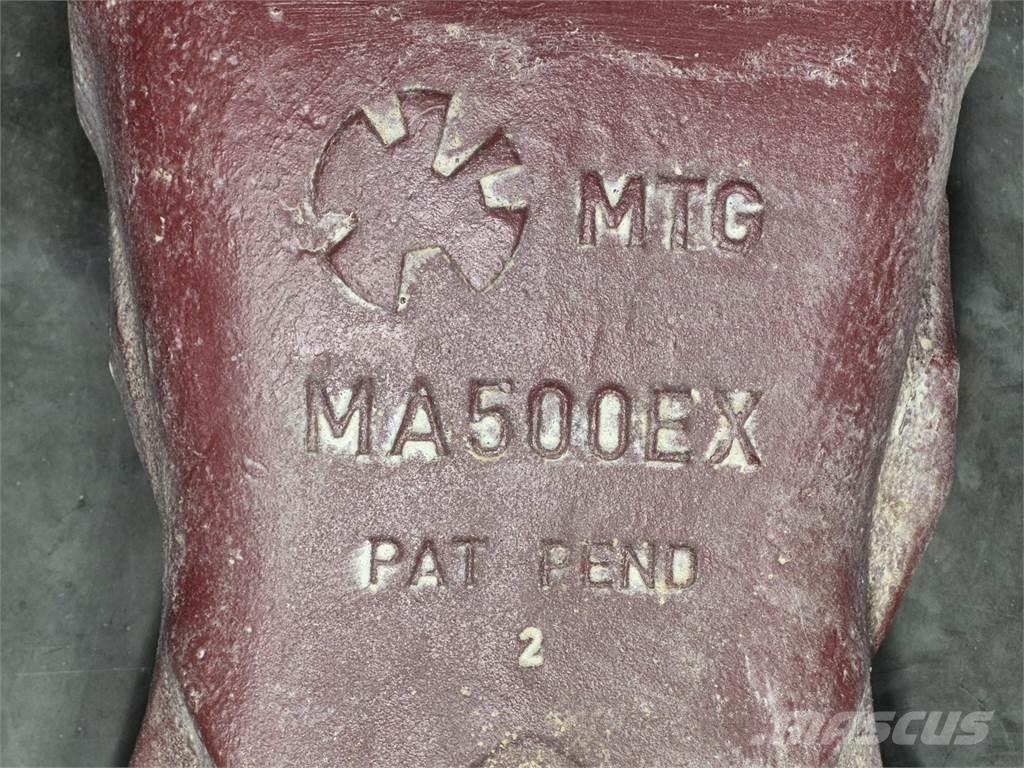 MTG
MA500EX
PAT PEND
2
MASCUS